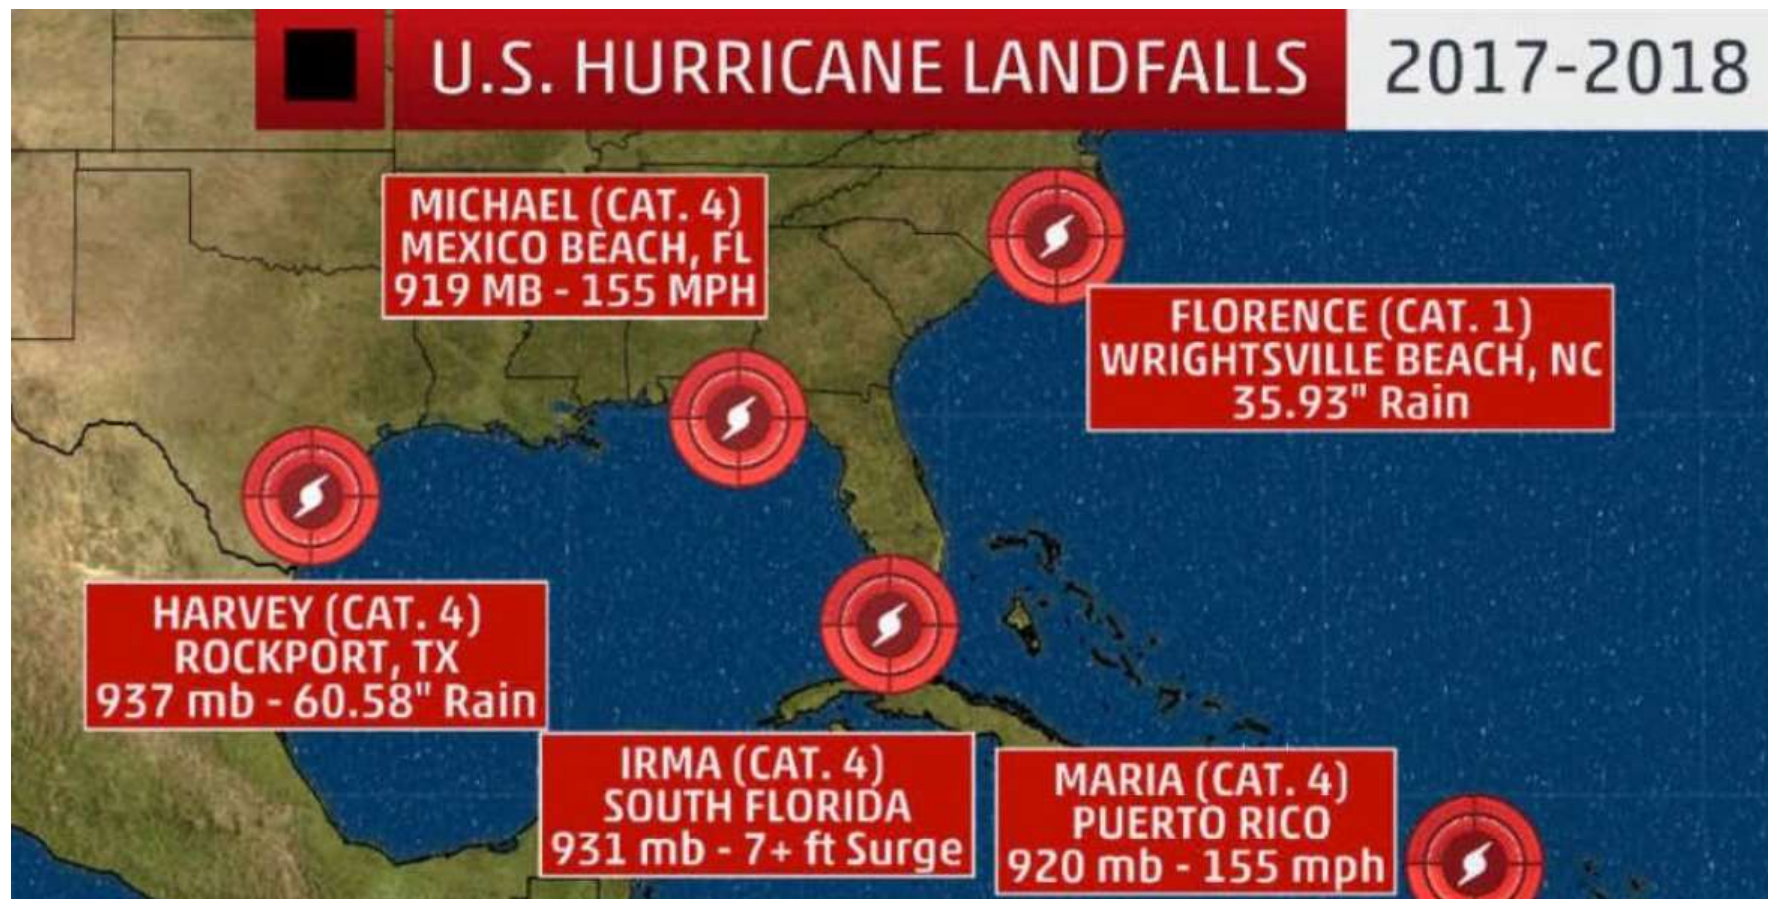 U.S. HURRICANE LANDFALLS 2017-2018
MICHAEL (CAT. 4)
MEXICO BEACH, FL
919 MB - 155 MPH
FLORENCE (CAT. 1)
WRIGHTSVILLE BEACH, NC
35.93" Rain
HARVEY (CAT. 4)
ROCKPORT, TX
937 mb - 60.58" Rain
IRMA (CAT. 4)
SOUTH FLORIDA
931 mb - 7+ ft Surge
MARIA (CAT. 4)
PUERTO RICO
920 mb - 155 mph